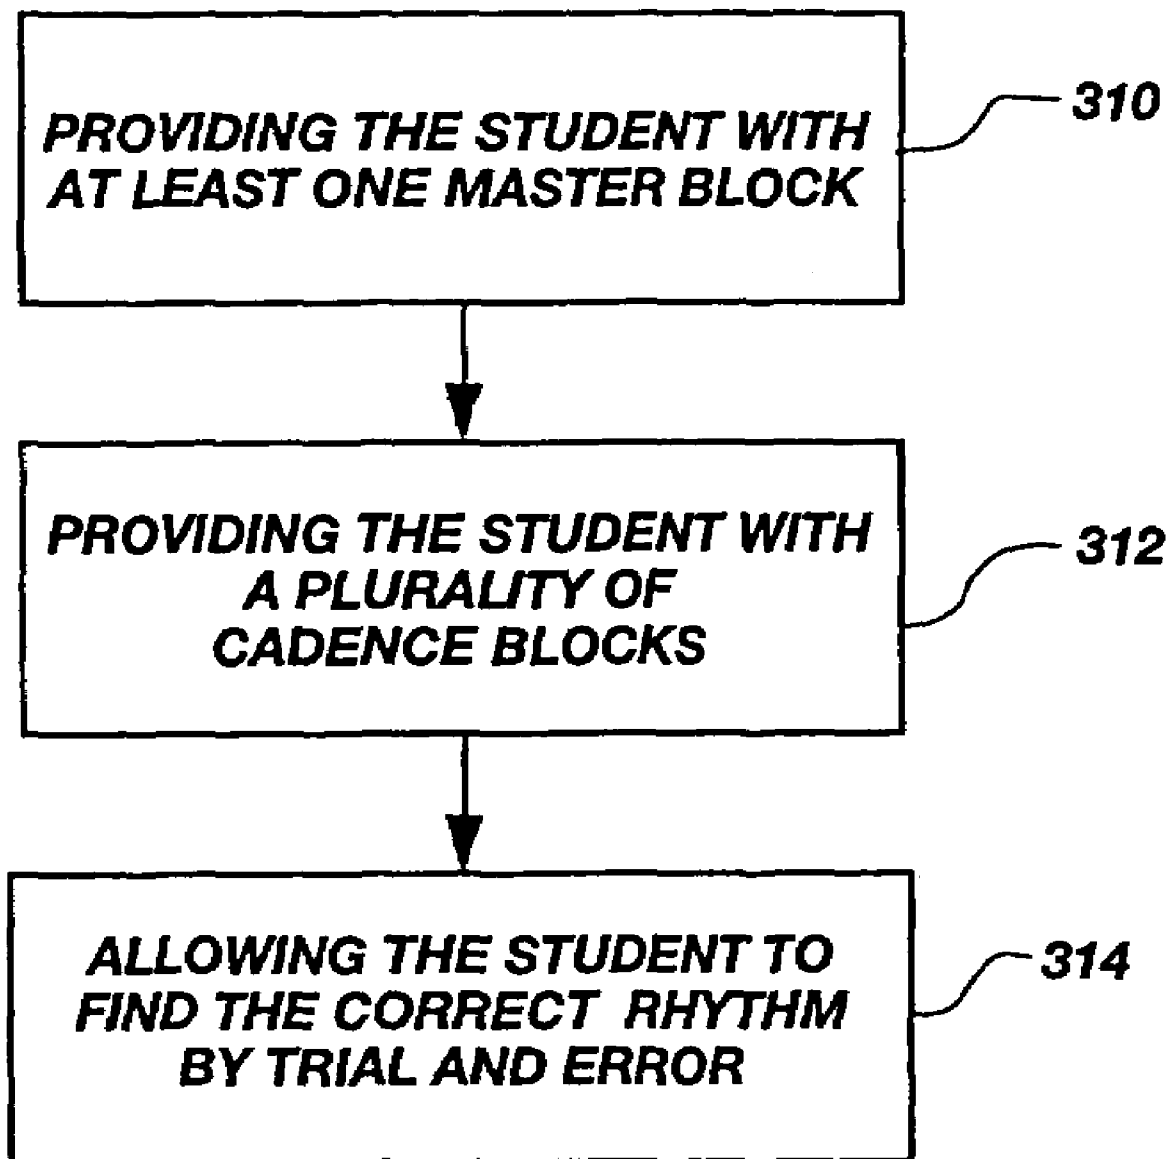 PROVIDING THE STUDENT WITH
AT LEAST ONE MASTER BLOCK
310
PROVIDING THE STUDENT WITH
A PLURALITY OF
CADENCE BLOCKS
312
ALLOWING THE STUDENT TO
FIND THE CORRECT RHYTHM
BY TRIAL AND ERROR
314